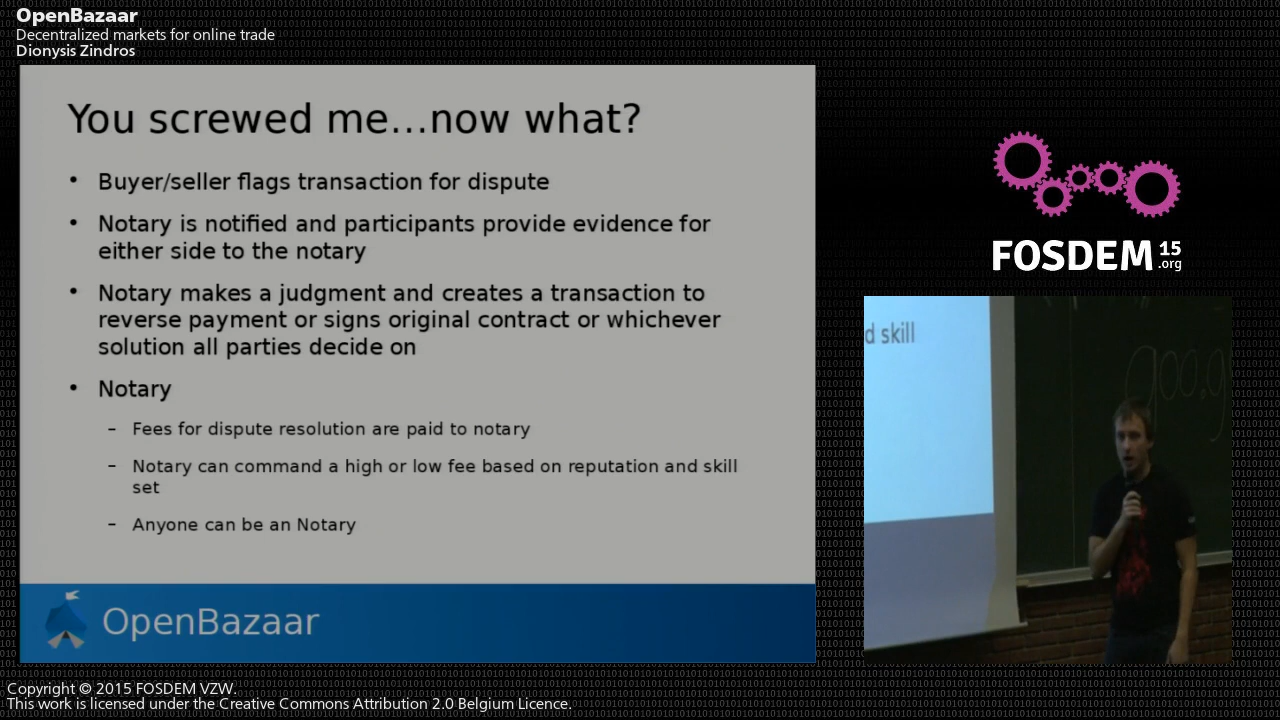 OpenBazaar
Decentralized markets for online trade
Dionysis Zindros
You screwed me...now what?
• Buyer/seller flags transaction for dispute
• Notary is notified and participants provide evidence for
either side to the notary
• Notary makes a judgment and creates a transaction to
reverse payment or signs original contract or whichever
solution all parties decide on
• Notary
– Fees for dispute resolution are paid to notary
– Notary can command a high or low fee based on reputation and skill
set
– Anyone can be an Notary
OpenBazaar
FOSDEM 15
.org
d skill
goo.g
Copyright © 2015 FOSDEM VZW.
This work is licensed under the Creative Commons Attribution 2.0 Belgium Licence.